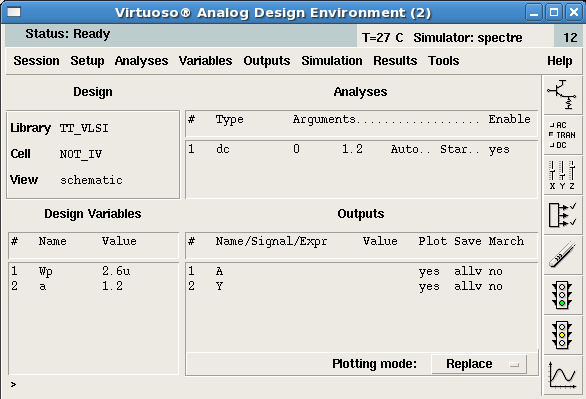 Virtuoso® Analog Design Environment (2)
Status: Ready T=27 C Simulator: spectre 12
Session Setup Analyses Variables Outputs Simulation Results Tools Help
Design
Library TT_VLSI
Cell NOT_IV
View schematic
Analyses
# Type Arguments.................. Enable
1 dc 0 1.2 Auto.. Star.. yes
Design Variables
# Name Value
1 Wp 2.6u
2 a 1.2
Outputs
# Name/Signal/Expr Value Plot Save March
1 A yes allv no
2 Y yes allv no
Plotting mode: Replace
>
AC
TRAN
DC
X Y Z